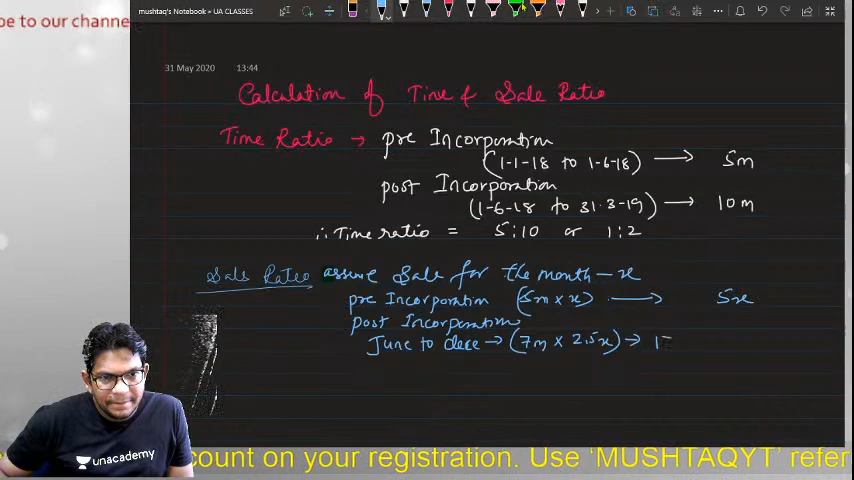 be to our channe
mushtaq's Notebook » UA CLASSES
31 May 2020 13:44
Calculation of Time & Sale Ratio
Time Ratio → pre Incorporation
(1-1-18 to 1-6-18) → 5m
post Incorporation
(1-6-18 to 31.3-19) → 10m
∴ Time ratio = 5:10 or 1:2
Sals Ratio assume Sale for the month - x
pre Incorporation (5m x x) → 5x
post Incorporation
June to dece → (7m x 2.5x) → 1
unacademy
count on your registration. Use ‘MUSHTAQYT’ refer